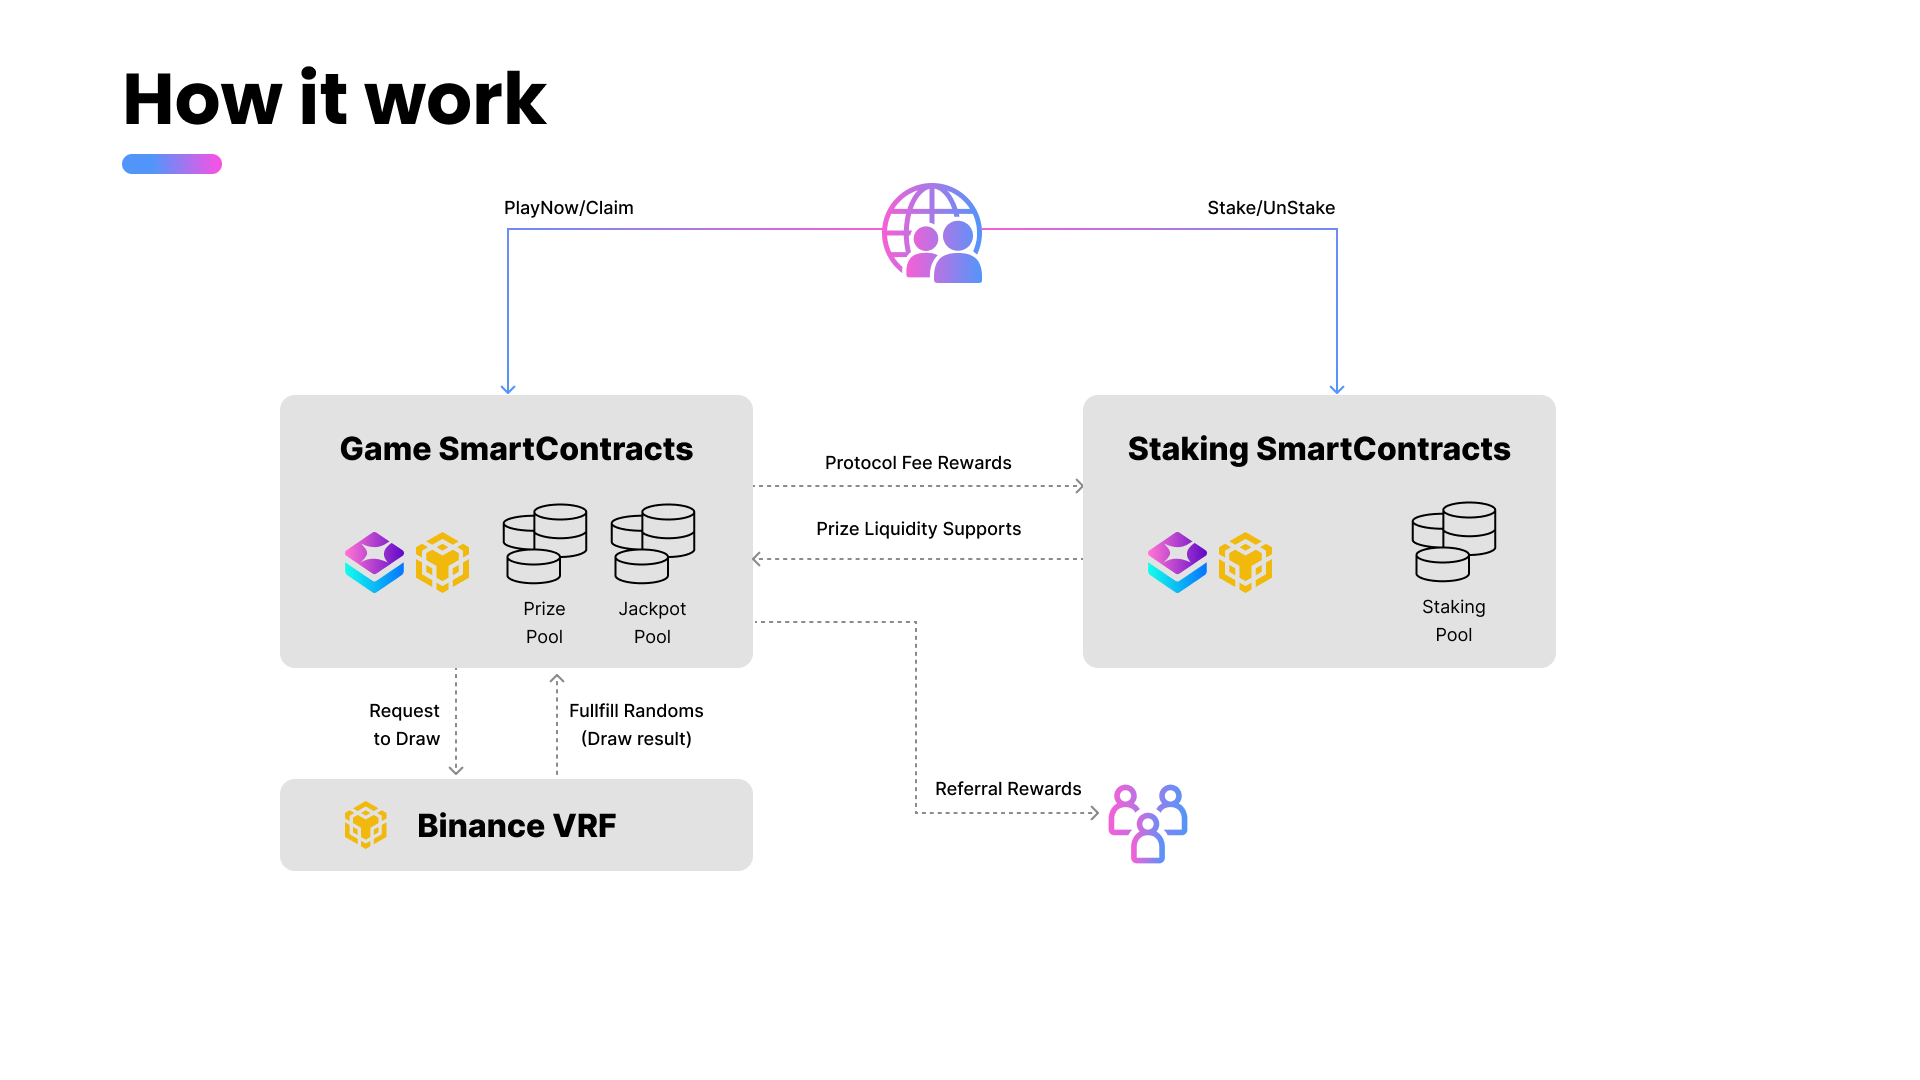 How it work
PlayNow/Claim
Stake/UnStake
Game SmartContracts
Prize
Pool
Jackpot
Pool
Protocol Fee Rewards
Prize Liquidity Supports
Staking SmartContracts
Staking
Pool
Request
to Draw
Fullfill Randoms
(Draw result)
Binance VRF
Referral Rewards